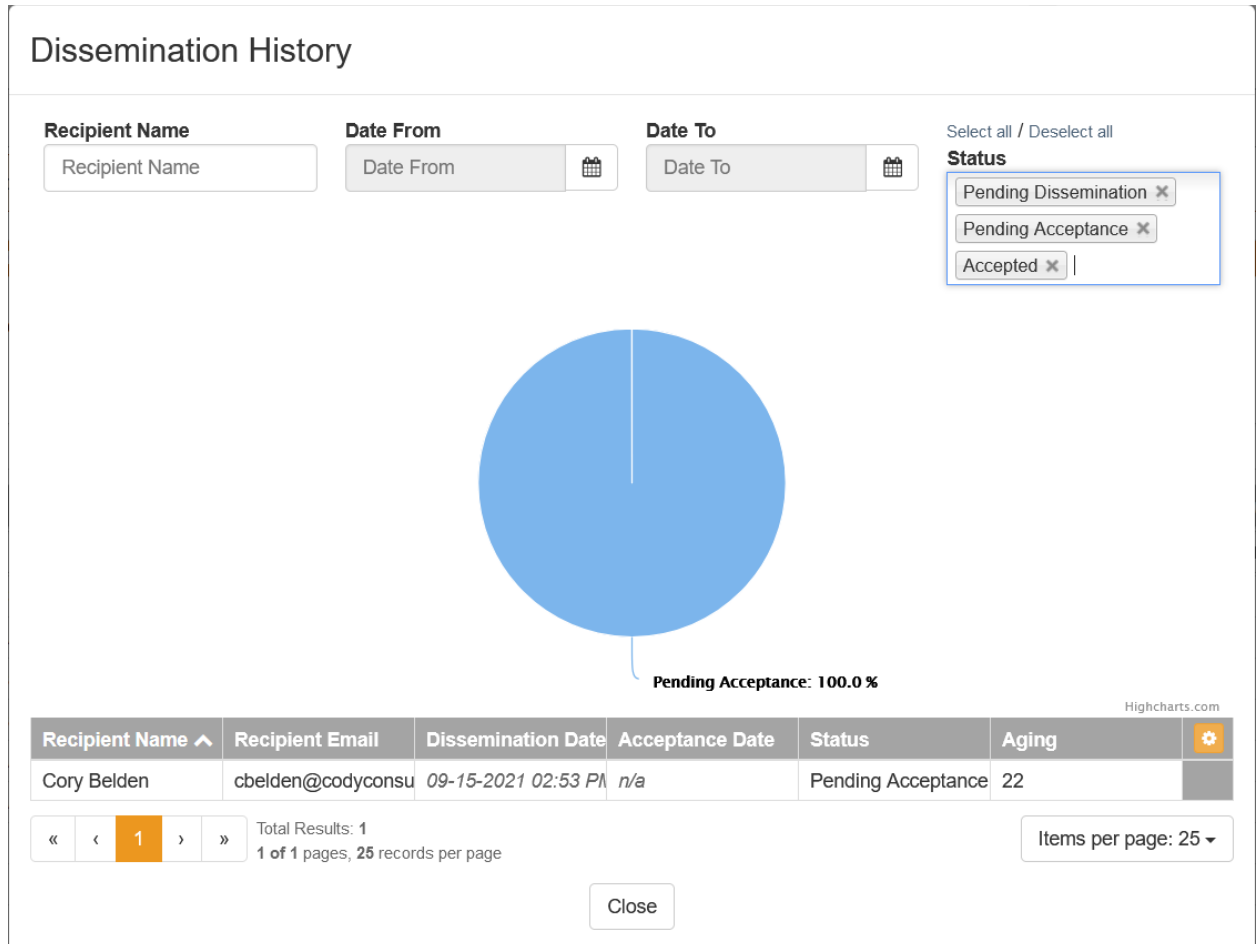 Dissemination History
Recipient Name Date From Date To Select all / Deselect all
Status
Recipient Name Date From Date To
Pending Dissemination ×
Pending Acceptance ×
Accepted ×
Pending Acceptance: 100.0 %
Highcharts.com
Recipient Name Recipient Email Dissemination Date Acceptance Date Status Aging
Cory Belden cbelden@codyconsu 09-15-2021 02:53 PM n/a Pending Acceptance 22
« ‹ 1 › » Total Results: 1
1 of 1 pages, 25 records per page
Items per page: 25
Close